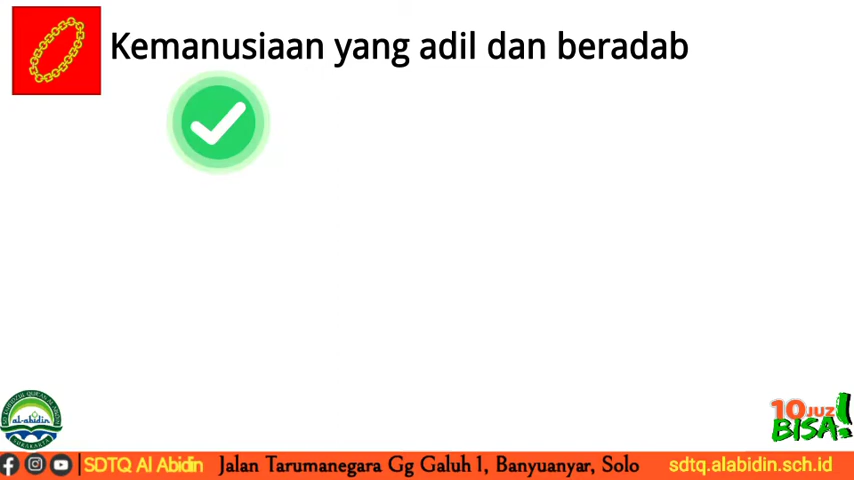 Kemanusiaan yang adil dan beradab
al-abidin
10 JUZ
BISA!
SDTQ Al Abidin Jalan Tarumanegara Gg Galuh 1, Banyuanyar, Solo sdtq.alabidin.sch.id